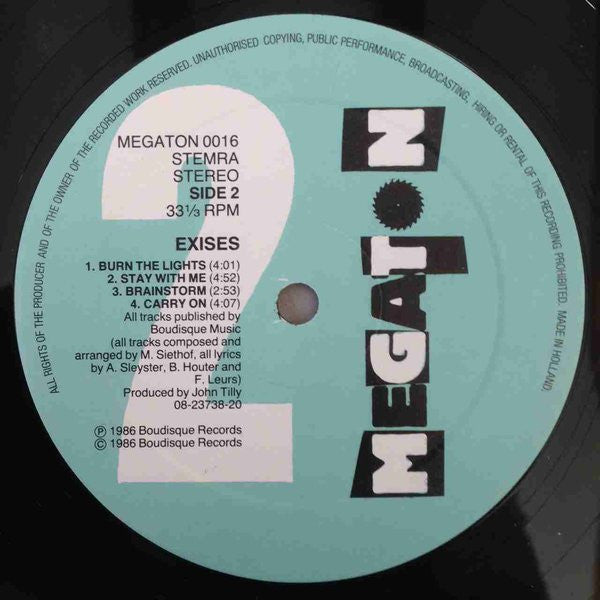 ALL RIGHTS OF THE PRODUCER AND OF THE OWNER OF THE RECORDED WORK RESERVED. UNAUTHORISED COPYING, PUBLIC PERFORMANCE, BROADCASTING, HIRING OR RENTAL OF THIS RECORDING PROHIBITED. MADE IN HOLLAND.
2
MEGATON 0016
STEMRA
STEREO
SIDE 2
33⅓ RPM
EXISES
1. BURN THE LIGHTS (4:01)
2. STAY WITH ME (4:52)
3. BRAINSTORM (2:53)
4. CARRY ON (4:07)
All tracks published by
Boudisque Music
(all tracks composed and
arranged by M. Siethof, all lyrics
by A. Sleyster, B. Houter and
F. Leurs)
Produced by John Tilly
08-23738-20
℗ 1986 Boudisque Records
© 1986 Boudisque Records
MEGATON